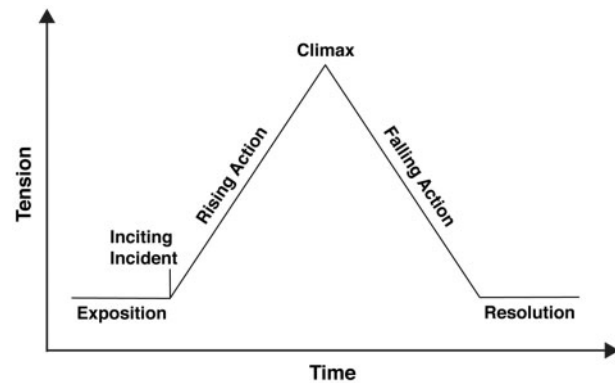 Climax
Tension
Rising Action
Falling Action
Inciting
Incident
Exposition
Resolution
Time